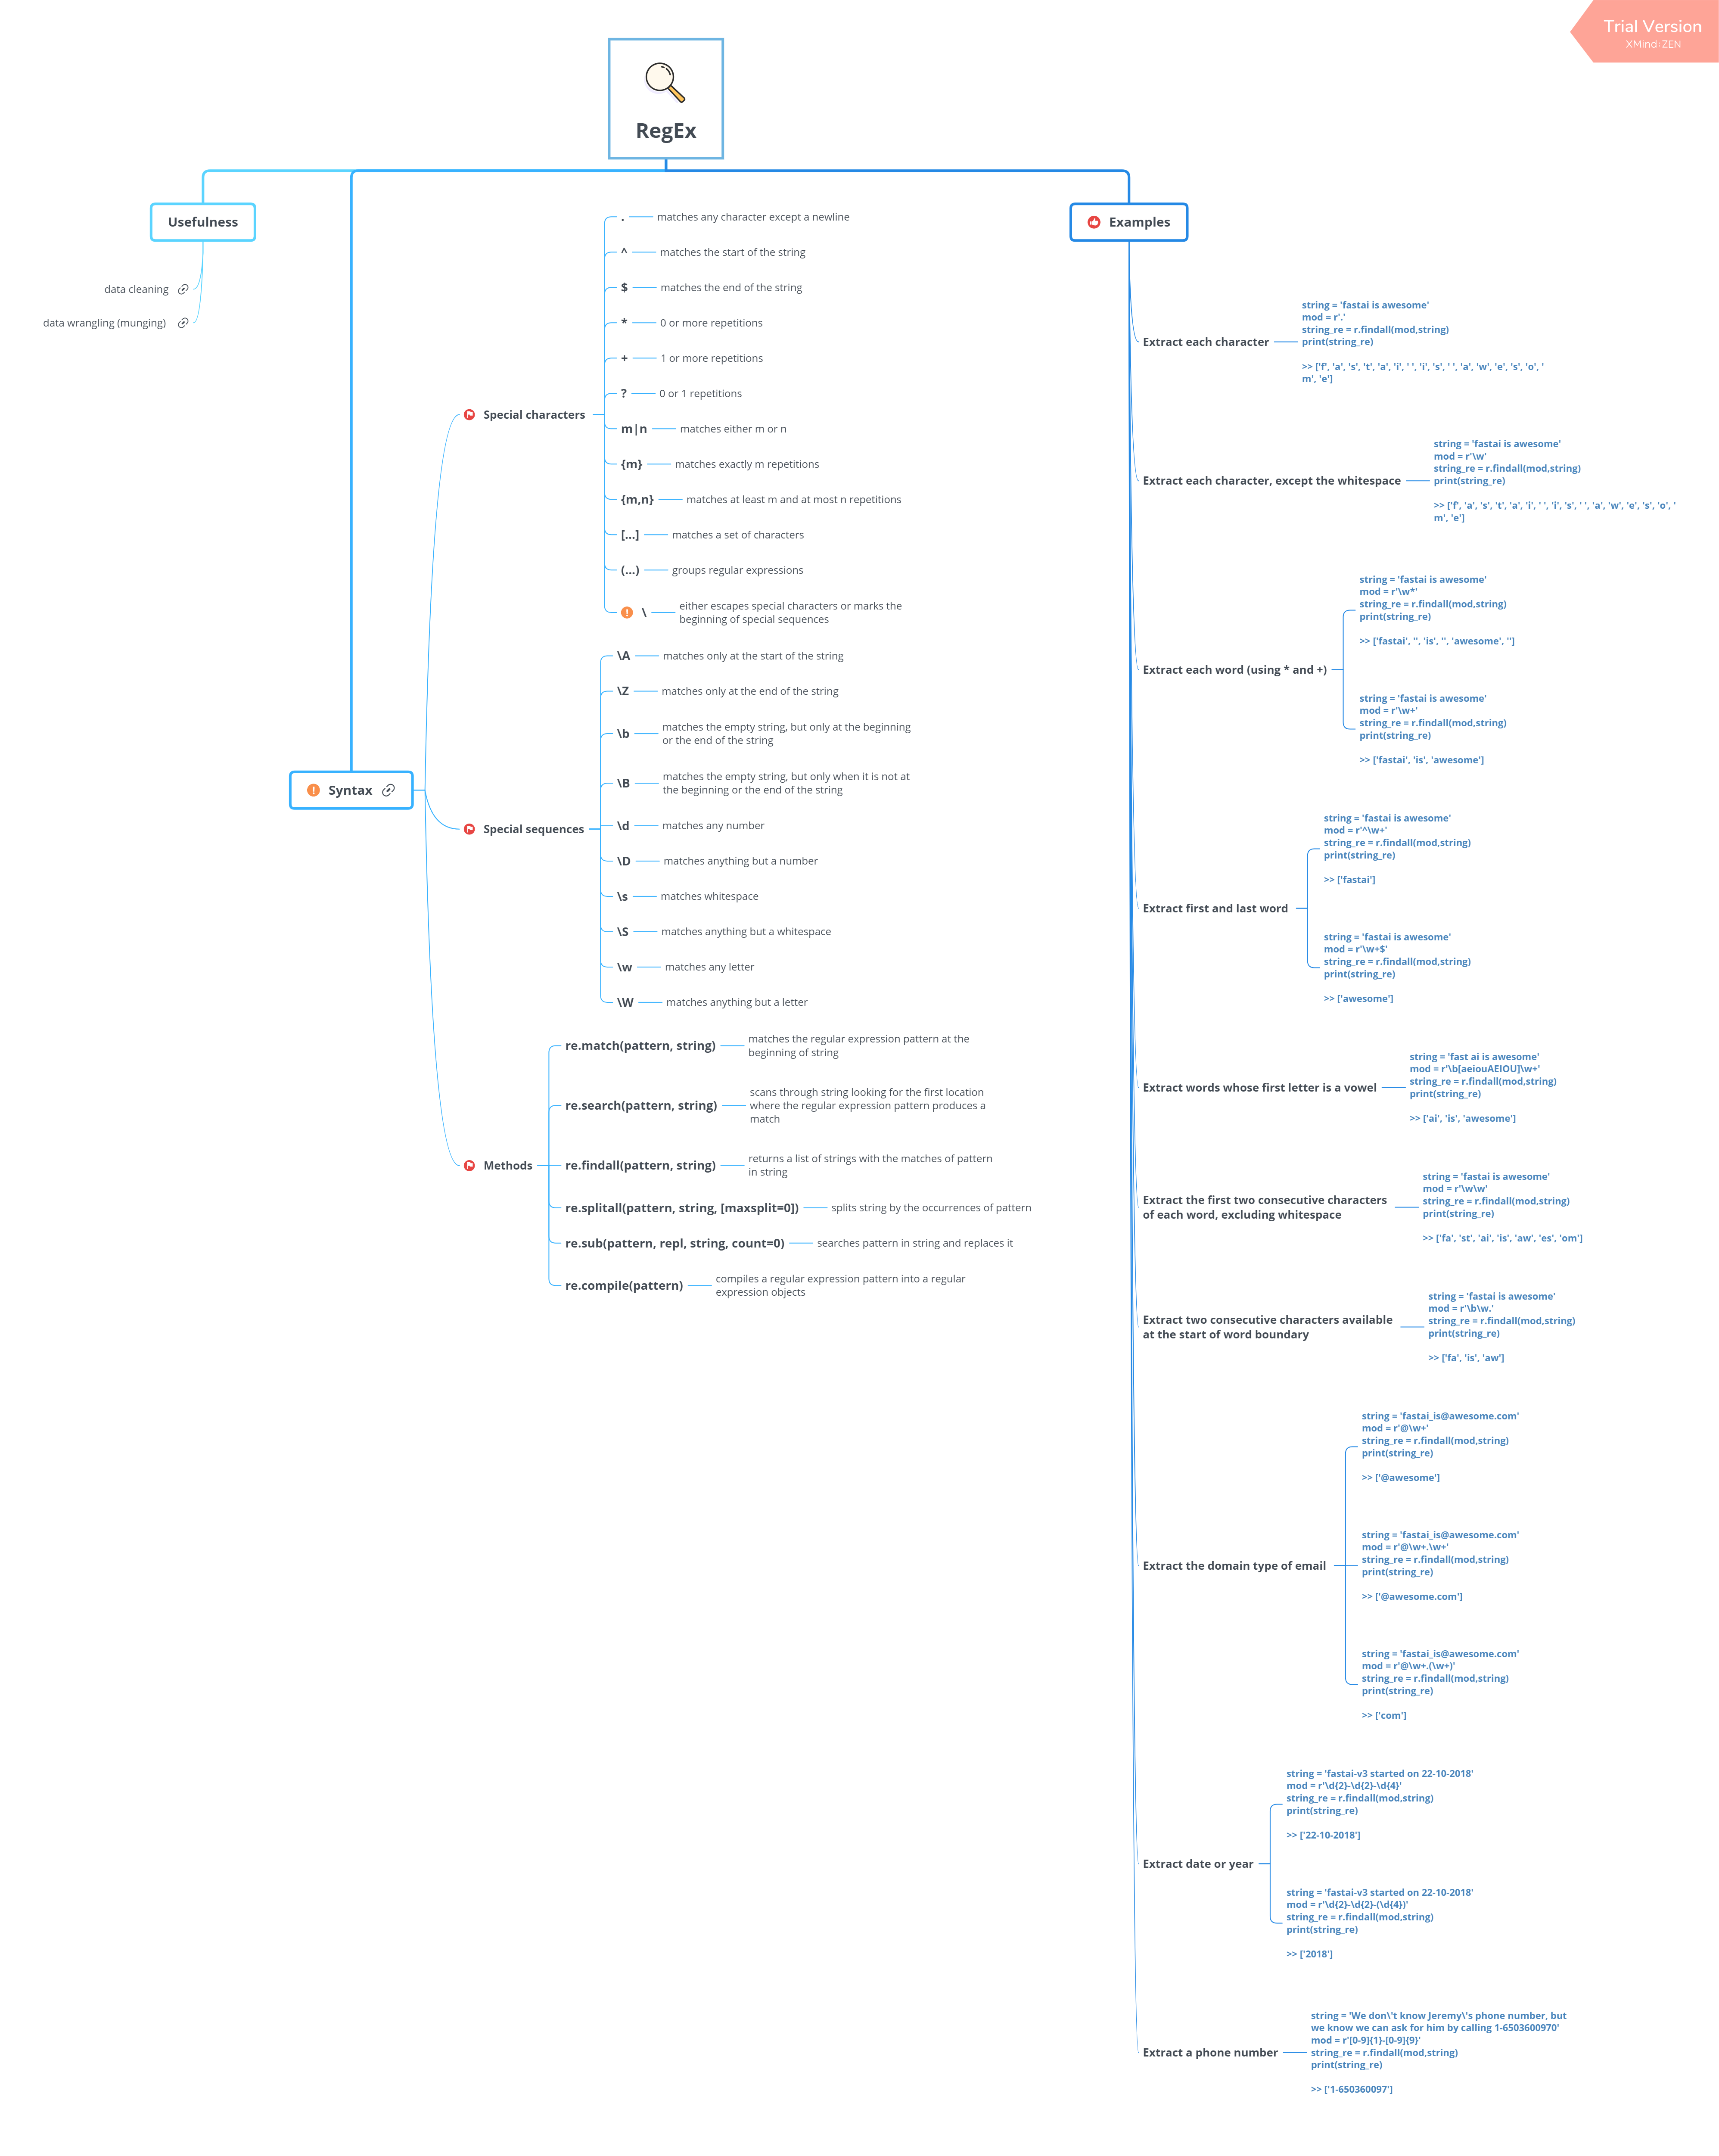 Trial Version
XMind:ZEN
RegEx
Usefulness
data cleaning
data wrangling (munging)
Syntax
Special characters
.
matches any character except a newline
^
matches the start of the string
$
matches the end of the string
*
0 or more repetitions
+
1 or more repetitions
?
0 or 1 repetitions
m|n
matches either m or n
{m}
matches exactly m repetitions
{m,n}
matches at least m and at most n repetitions
[...]
matches a set of characters
(...)
groups regular expressions
\
either escapes special characters or marks the
beginning of special sequences
Special sequences
\A
matches only at the start of the string
\Z
matches only at the end of the string
\b
matches the empty string, but only at the beginning
or the end of the string
\B
matches the empty string, but only when it is not at
the beginning or the end of the string
\d
matches any number
\D
matches anything but a number
\s
matches whitespace
\S
matches anything but a whitespace
\w
matches any letter
\W
matches anything but a letter
Methods
re.match(pattern, string)
matches the regular expression pattern at the
beginning of string
re.search(pattern, string)
scans through string looking for the first location
where the regular expression pattern produces a
match
re.findall(pattern, string)
returns a list of strings with the matches of pattern
in string
re.splitall(pattern, string, [maxsplit=0])
splits string by the occurrences of pattern
re.sub(pattern, repl, string, count=0)
searches pattern in string and replaces it
re.compile(pattern)
compiles a regular expression pattern into a regular
expression objects
Examples
Extract each character
string = 'fastai is awesome'
mod = r'.'
string_re = r.findall(mod,string)
print(string_re)
>> ['f', 'a', 's', 't', 'a', 'i', ' ', 'i', 's', ' ', 'a', 'w', 'e', 's', 'o', '
m', 'e']
Extract each character, except the whitespace
string = 'fastai is awesome'
mod = r'\w'
string_re = r.findall(mod,string)
print(string_re)
>> ['f', 'a', 's', 't', 'a', 'i', ' ', 'i', 's', ' ', 'a', 'w', 'e', 's', 'o', '
m', 'e']
Extract each word (using * and +)
string = 'fastai is awesome'
mod = r'\w*'
string_re = r.findall(mod,string)
print(string_re)
>> ['fastai', '', 'is', '', 'awesome', '']
string = 'fastai is awesome'
mod = r'\w+'
string_re = r.findall(mod,string)
print(string_re)
>> ['fastai', 'is', 'awesome']
Extract first and last word
string = 'fastai is awesome'
mod = r'^\w+'
string_re = r.findall(mod,string)
print(string_re)
>> ['fastai']
string = 'fastai is awesome'
mod = r'\w+$'
string_re = r.findall(mod,string)
print(string_re)
>> ['awesome']
Extract words whose first letter is a vowel
string = 'fast ai is awesome'
mod = r'\b[aeiouAEIOU]\w+'
string_re = r.findall(mod,string)
print(string_re)
>> ['ai', 'is', 'awesome']
Extract the first two consecutive characters
of each word, excluding whitespace
string = 'fastai is awesome'
mod = r'\w\w'
string_re = r.findall(mod,string)
print(string_re)
>> ['fa', 'st', 'ai', 'is', 'aw', 'es', 'om']
Extract two consecutive characters available
at the start of word boundary
string = 'fastai is awesome'
mod = r'\b\w.'
string_re = r.findall(mod,string)
print(string_re)
>> ['fa', 'is', 'aw']
Extract the domain type of email
string = 'fastai_is@awesome.com'
mod = r'@\w+'
string_re = r.findall(mod,string)
print(string_re)
>> ['@awesome']
string = 'fastai_is@awesome.com'
mod = r'@\w+.\w+'
string_re = r.findall(mod,string)
print(string_re)
>> ['@awesome.com']
string = 'fastai_is@awesome.com'
mod = r'@\w+.(\w+)'
string_re = r.findall(mod,string)
print(string_re)
>> ['com']
Extract date or year
string = 'fastai-v3 started on 22-10-2018'
mod = r'\d{2}-\d{2}-\d{4}'
string_re = r.findall(mod,string)
print(string_re)
>> ['22-10-2018']
string = 'fastai-v3 started on 22-10-2018'
mod = r'\d{2}-\d{2}-(\d{4})'
string_re = r.findall(mod,string)
print(string_re)
>> ['2018']
Extract a phone number
string = 'We don\'t know Jeremy\'s phone number, but
we know we can ask for him by calling 1-6503600970'
mod = r'[0-9]{1}-[0-9]{9}'
string_re = r.findall(mod,string)
print(string_re)
>> ['1-650360097']